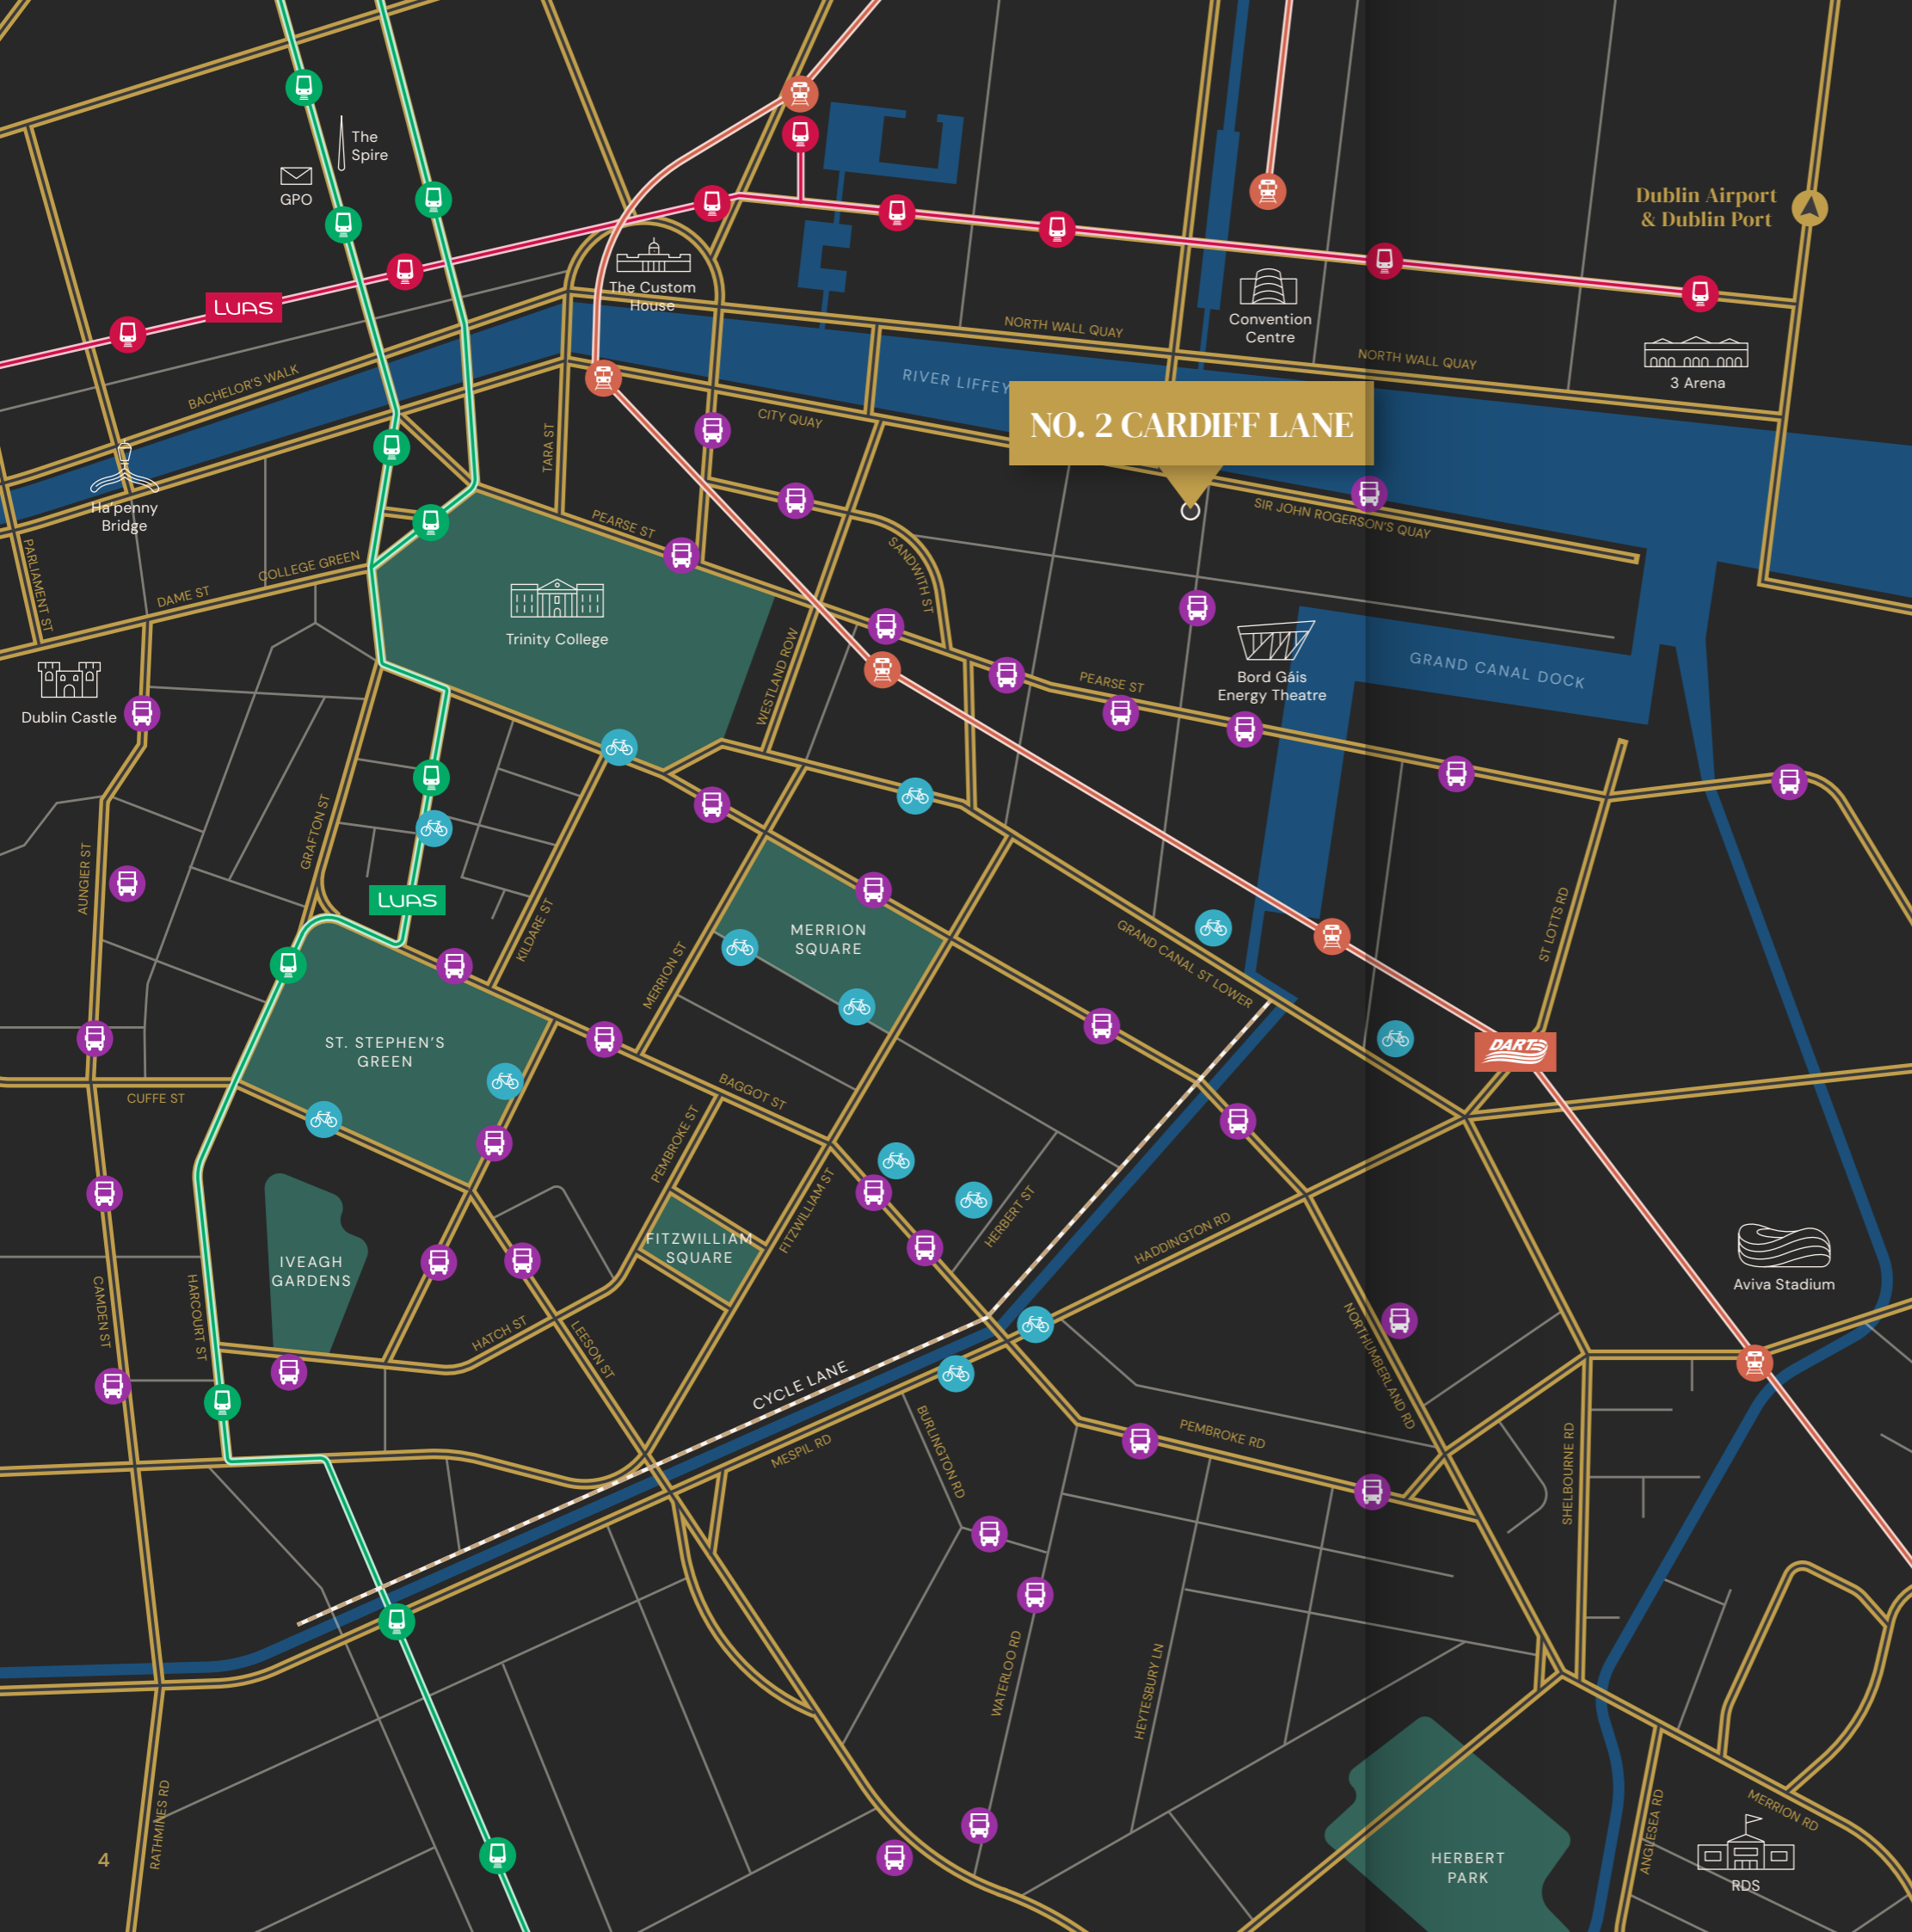 The
Spire
GPO
Dublin Airport
& Dublin Port
LUAS
The Custom
House
Convention
Centre
NORTH WALL QUAY
NORTH WALL QUAY
3 Arena
BACHELOR'S WALK
RIVER LIFFEY
NO. 2 CARDIFF LANE
CITY QUAY
TARA ST
Ha'penny
Bridge
PEARSE ST
SIR JOHN ROGERSON'S QUAY
SANDWITH ST
PARLIAMENT ST
COLLEGE GREEN
DAME ST
Trinity College
WESTLAND ROW
Bord Gáis
Energy Theatre
GRAND CANAL DOCK
PEARSE ST
Dublin Castle
GRAFTON ST
AUNGIER ST
LUAS
KILDARE ST
MERRION ST
MERRION
SQUARE
GRAND CANAL ST LOWER
ST LOTTS RD
ST. STEPHEN'S
GREEN
DART
CUFFE ST
BAGGOT ST
PEMBROKE ST
FITZWILLIAM ST
FITZWILLIAM
SQUARE
HERBERT ST
HADDINGTON RD
IVEAGH
GARDENS
Aviva Stadium
CAMDEN ST
HARCOURT ST
HATCH ST
LEESON ST
NORTHUMBERLAND RD
CYCLE LANE
MESPIL RD
BURLINGTON RD
PEMBROKE RD
SHELBOURNE RD
WATERLOO RD
HEYTESBURY LN
RATHMINES RD
4
HERBERT
PARK
ANGLESEA RD
MERRION RD
RDS